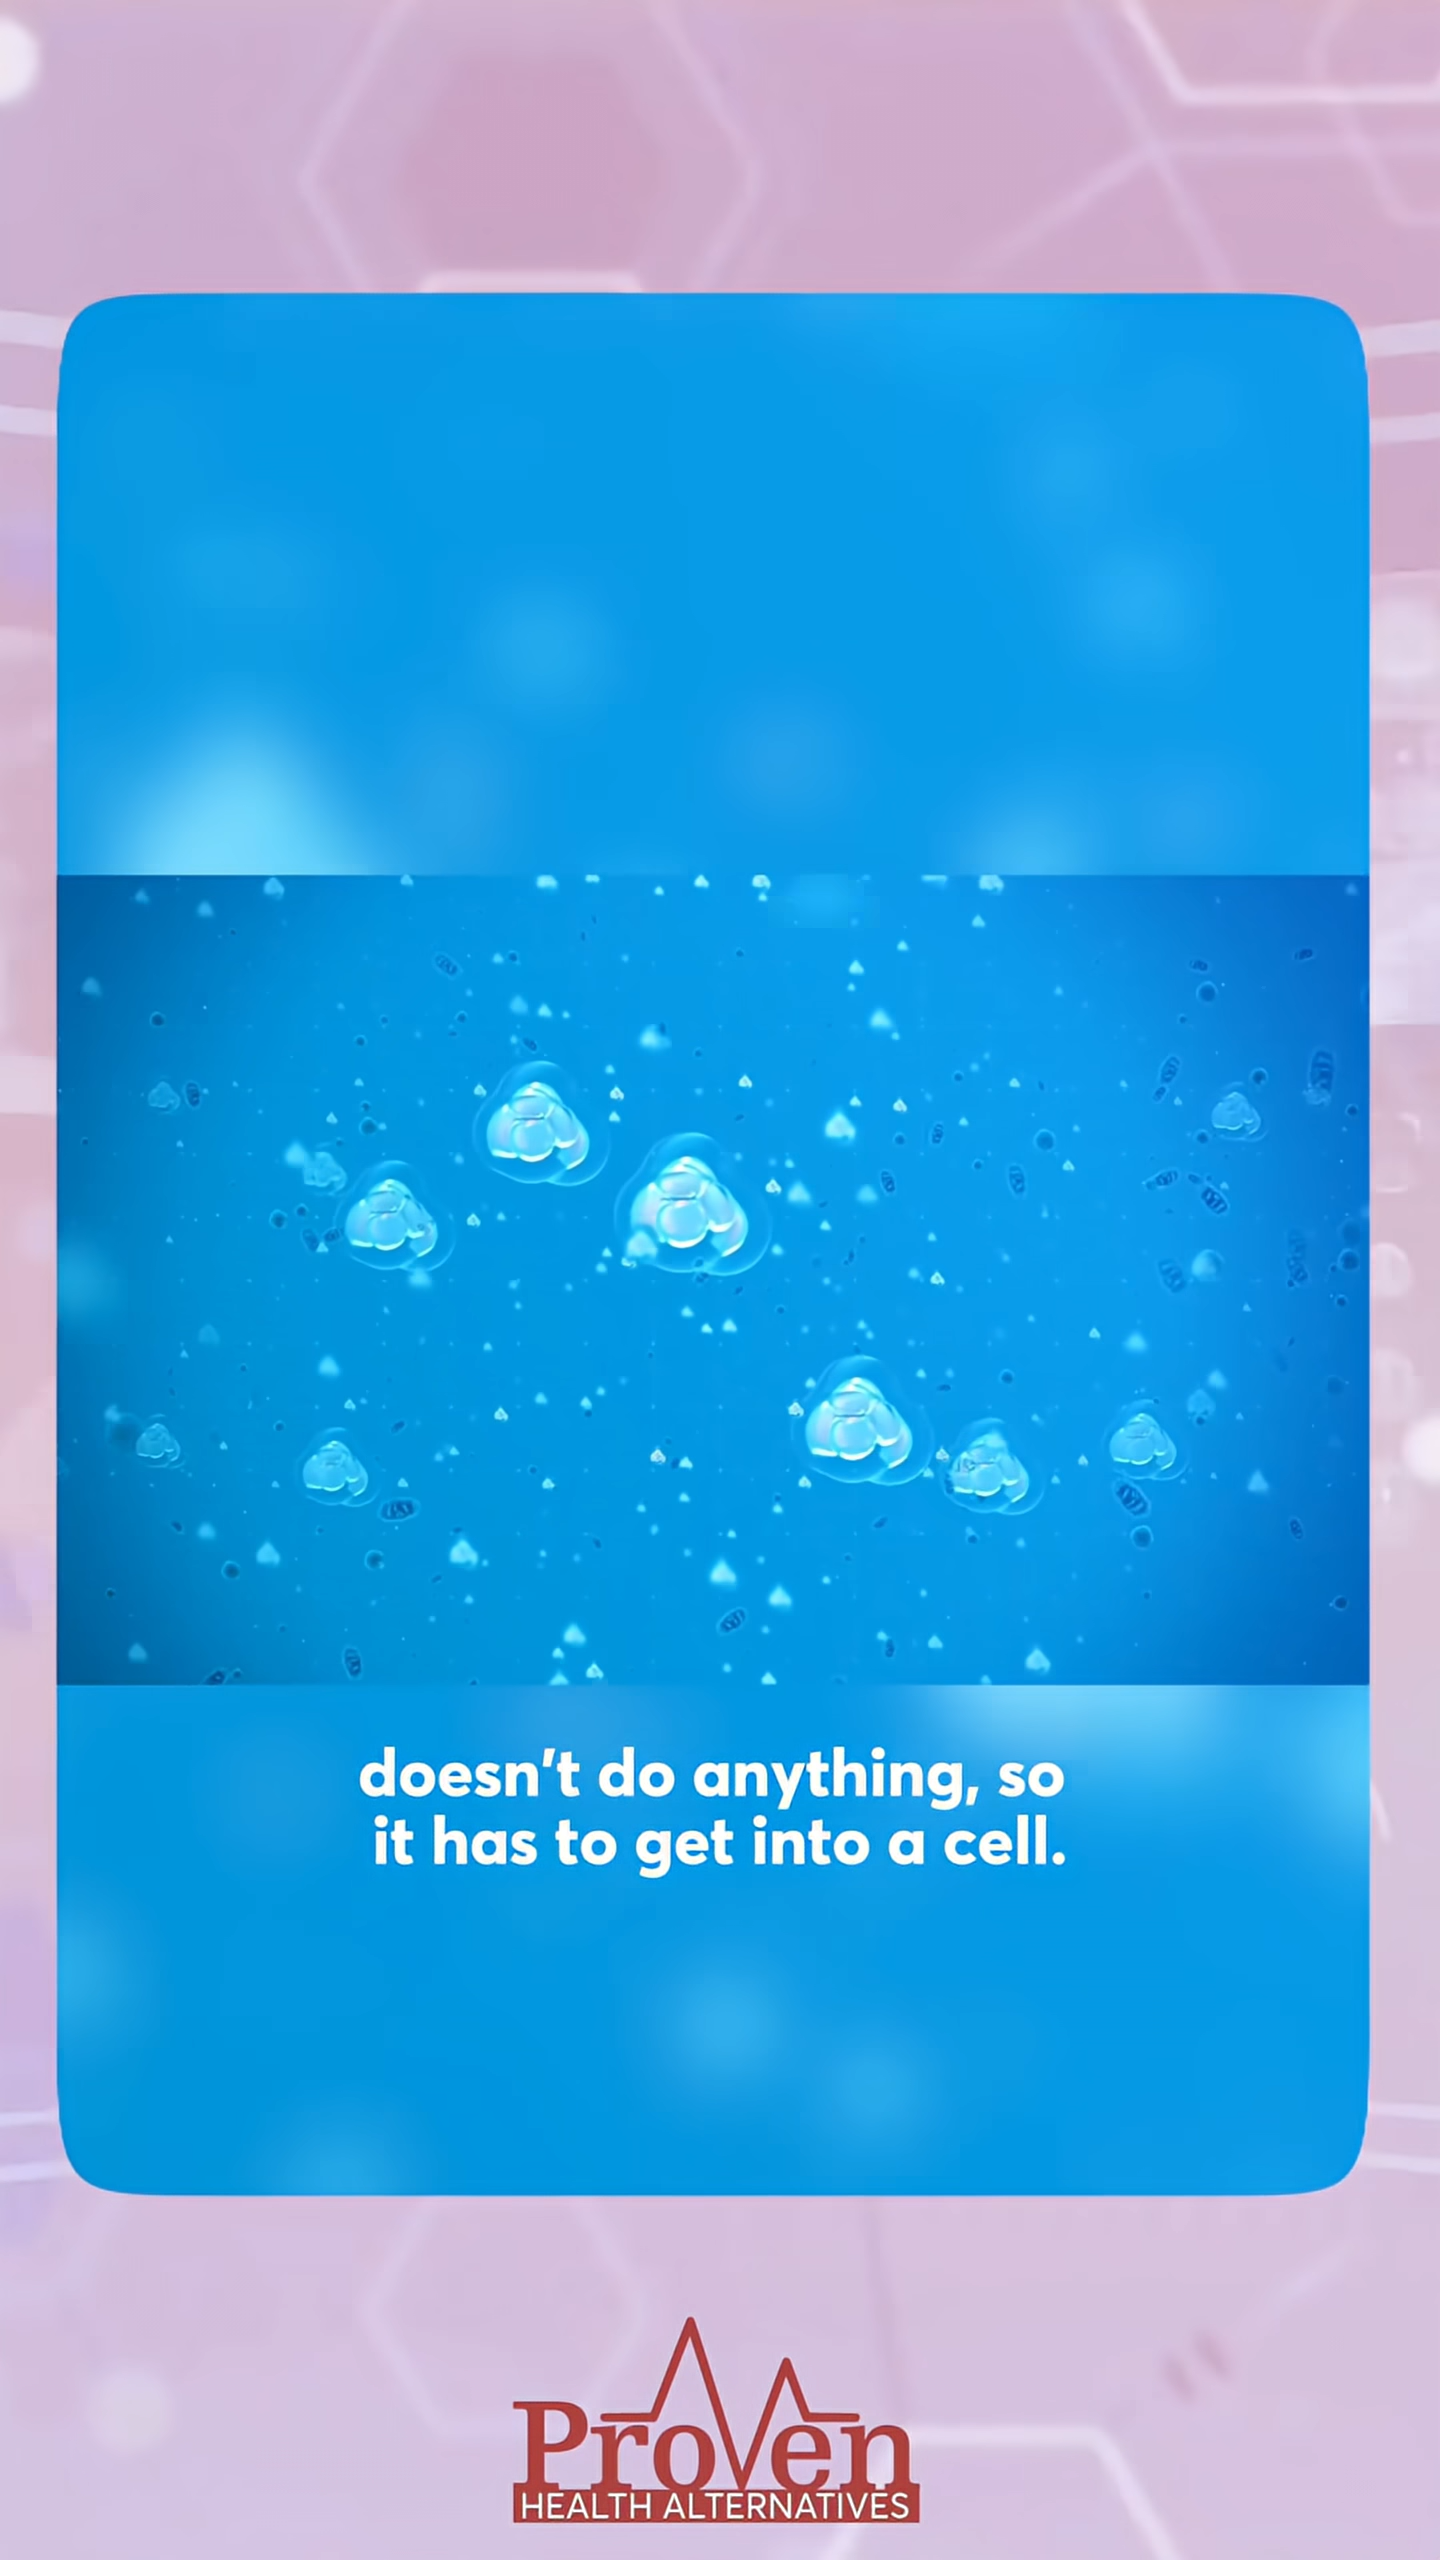 doesn’t do anything, so
it has to get into a cell.
Proven
HEALTH ALTERNATIVES